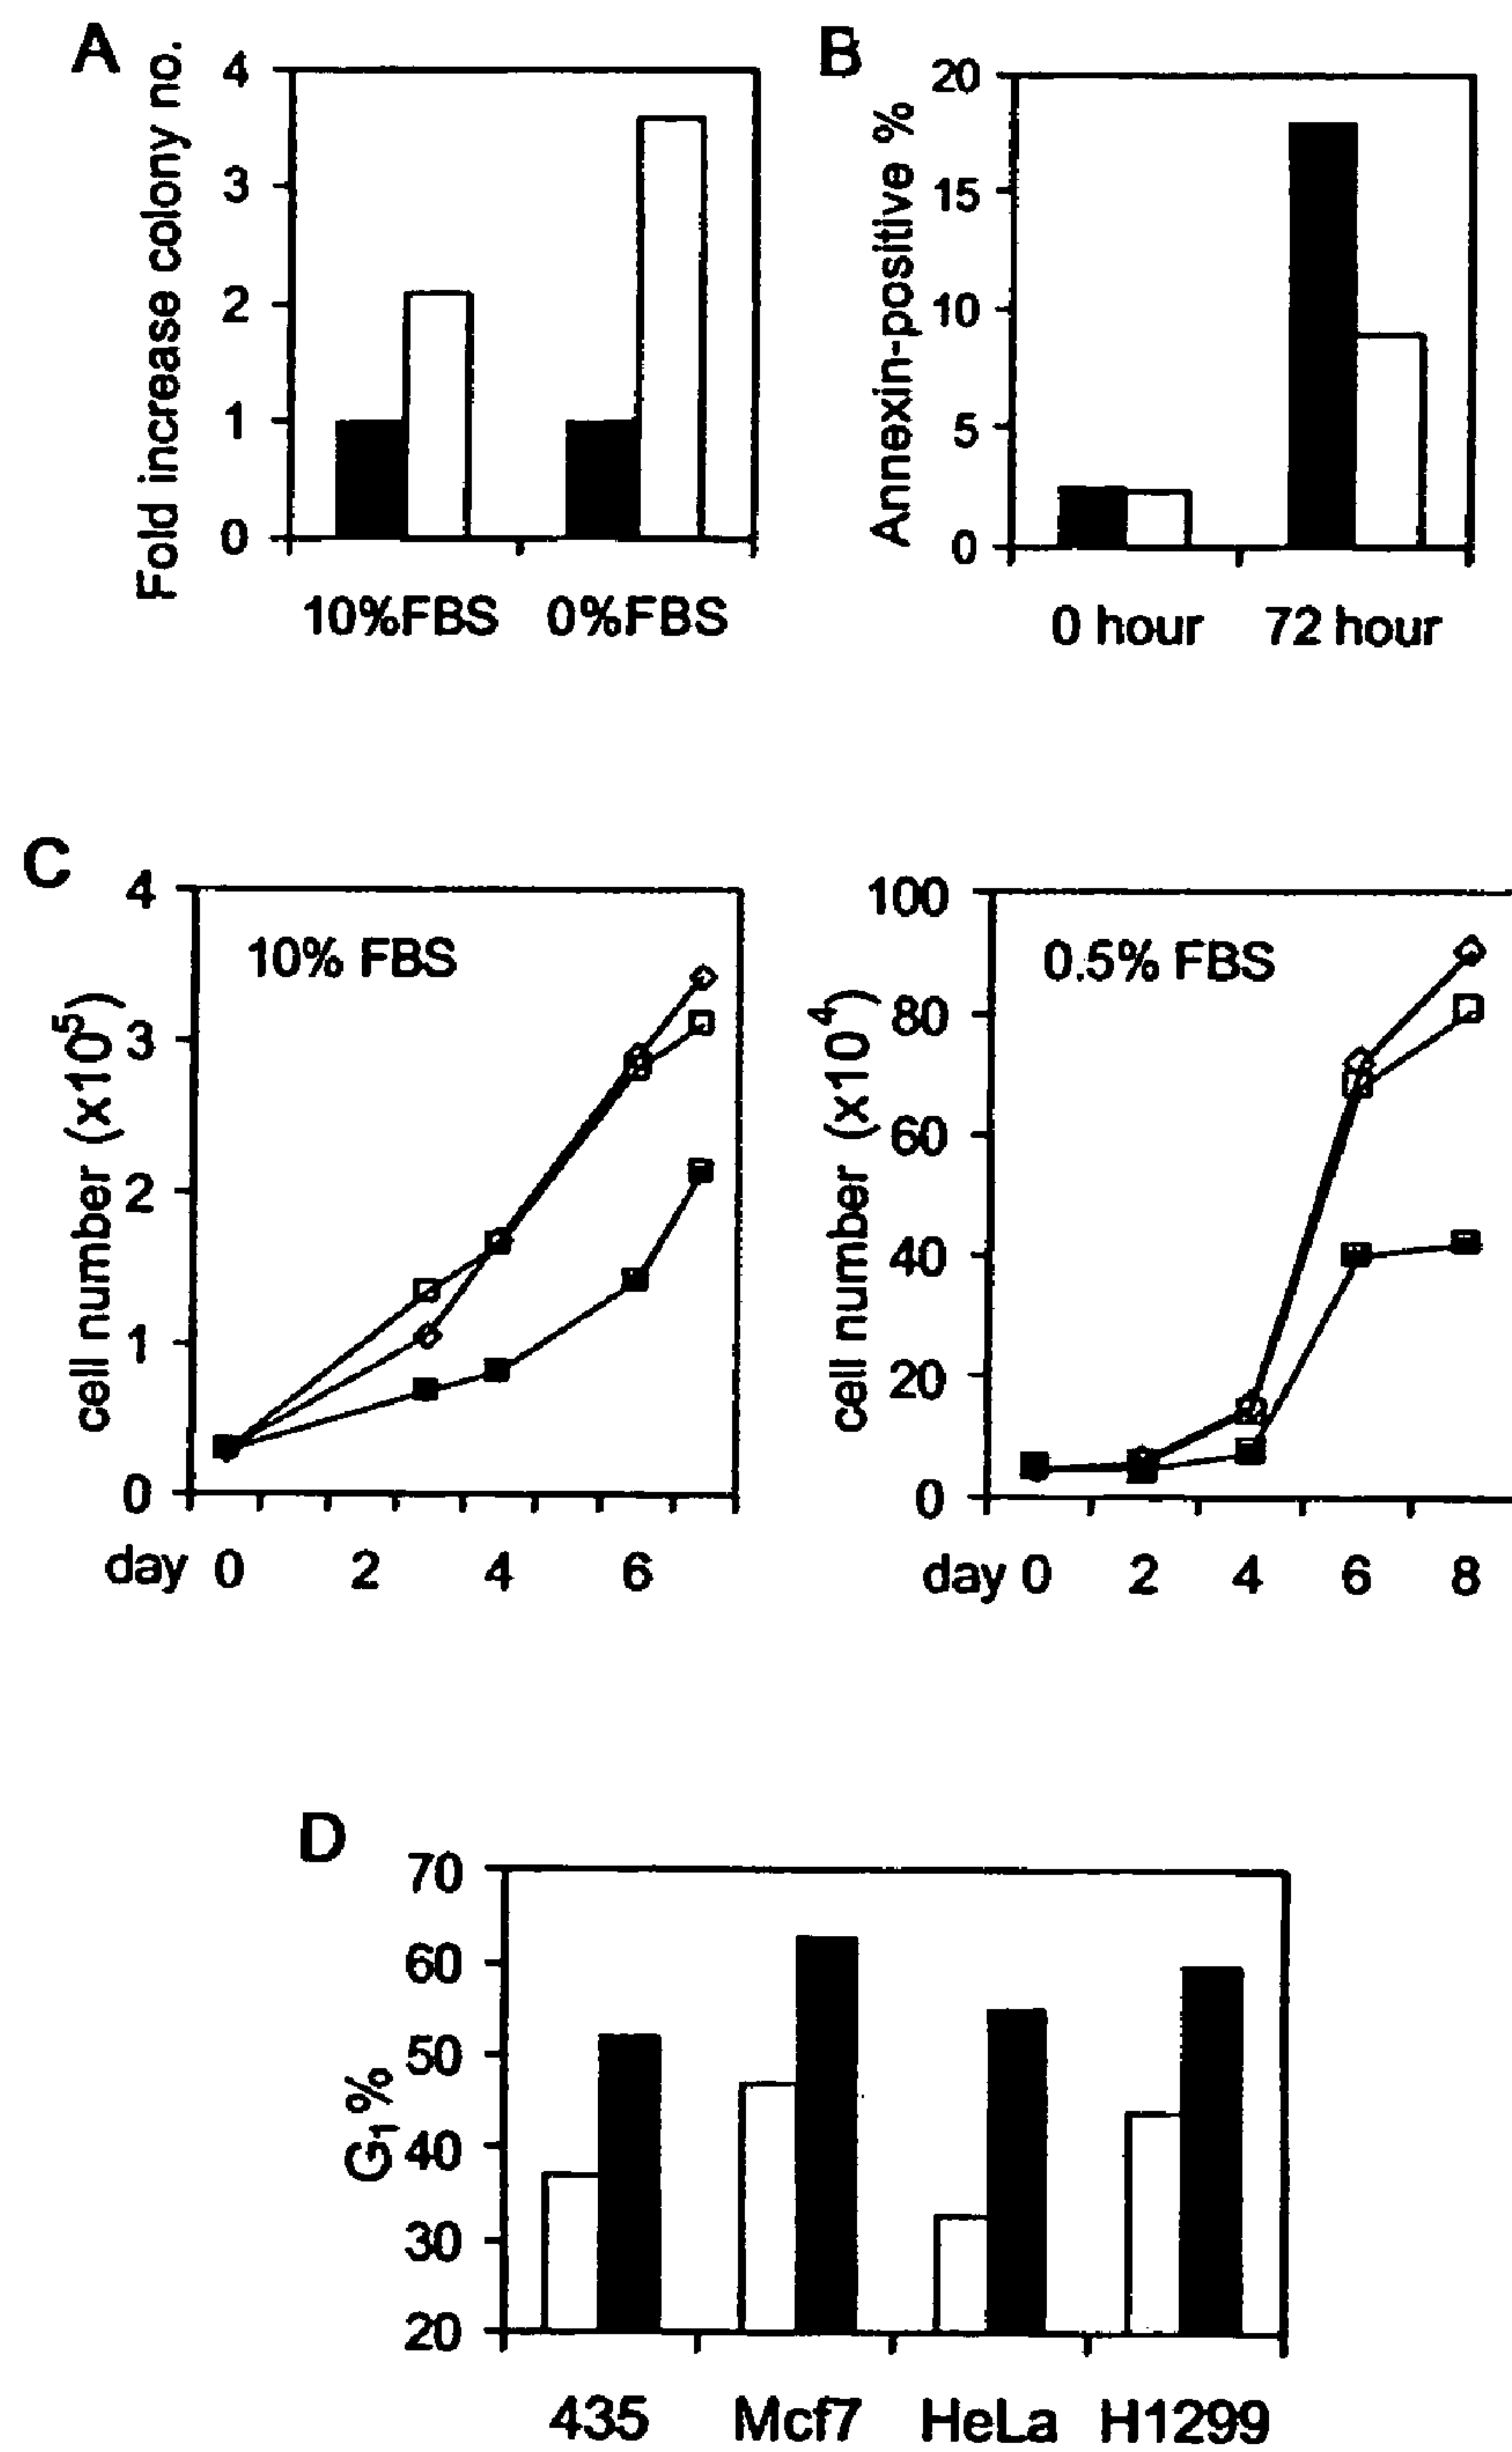 A
Fold increase colony no.
4
3
2
1
0
10%FBS 0%FBS
B
Annexin-positive %
20
15
10
5
0
0 hour 72 hour
C
cell number (x10⁵)
4
3
2
1
0
10% FBS
day 0 2 4 6
cell number (x10⁴)
100
80
60
40
20
0
0.5% FBS
day 0 2 4 6 8
D
G₁%
70
60
50
40
30
20
435 Mcf7 HeLa H1299